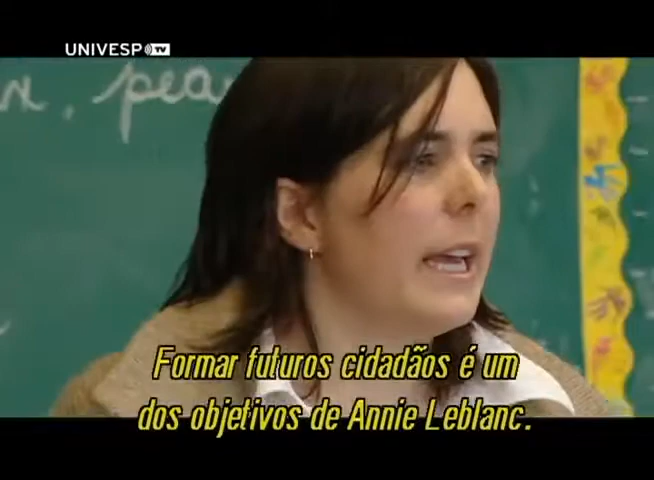 UNIVESP TV
x, pea
Formar futuros cidadãos é um
dos objetivos de Annie Leblanc.